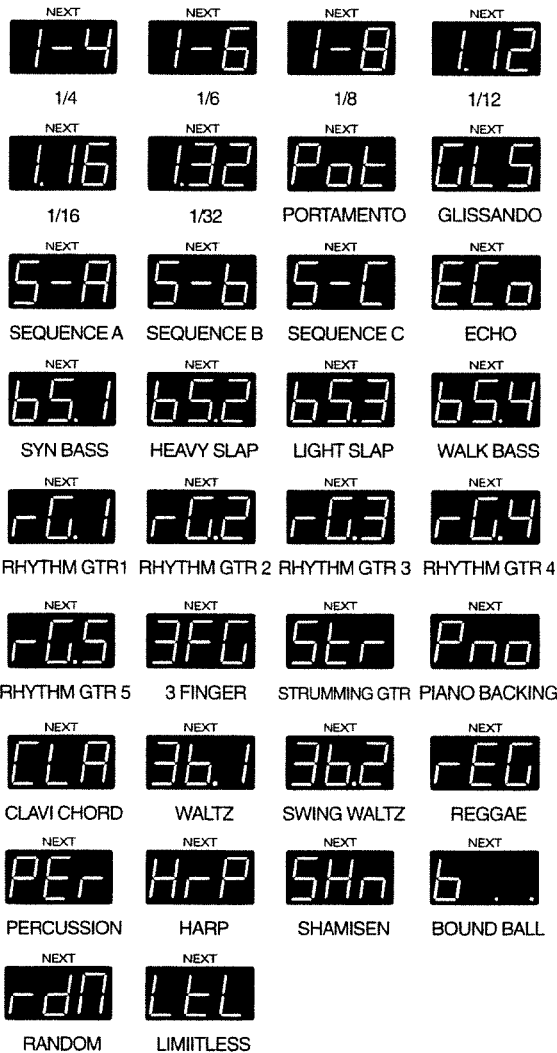 NEXT NEXT NEXT NEXT
1-4 1-6 1-8 1.12
1/4 1/6 1/8 1/12
NEXT NEXT NEXT NEXT
1.16 1.32 Pot GLS
1/16 1/32 PORTAMENTO GLISSANDO
NEXT NEXT NEXT NEXT
S-A S-b S-C ECo
SEQUENCE A SEQUENCE B SEQUENCE C ECHO
NEXT NEXT NEXT NEXT
bS.1 bS.2 bS.3 bS.4
SYN BASS HEAVY SLAP LIGHT SLAP WALK BASS
NEXT NEXT NEXT NEXT
rG.1 rG.2 rG.3 rG.4
RHYTHM GTR1 RHYTHM GTR 2 RHYTHM GTR 3 RHYTHM GTR 4
NEXT NEXT NEXT NEXT
rG.5 3FG Str Pno
RHYTHM GTR 5 3 FINGER STRUMMING GTR PIANO BACKING
NEXT NEXT NEXT NEXT
CLA 3b.1 3b.2 rEG
CLAVI CHORD WALTZ SWING WALTZ REGGAE
NEXT NEXT NEXT NEXT
PEr HrP SHn b . .
PERCUSSION HARP SHAMISEN BOUND BALL
NEXT NEXT
rdM LtL
RANDOM LIMIITLESS